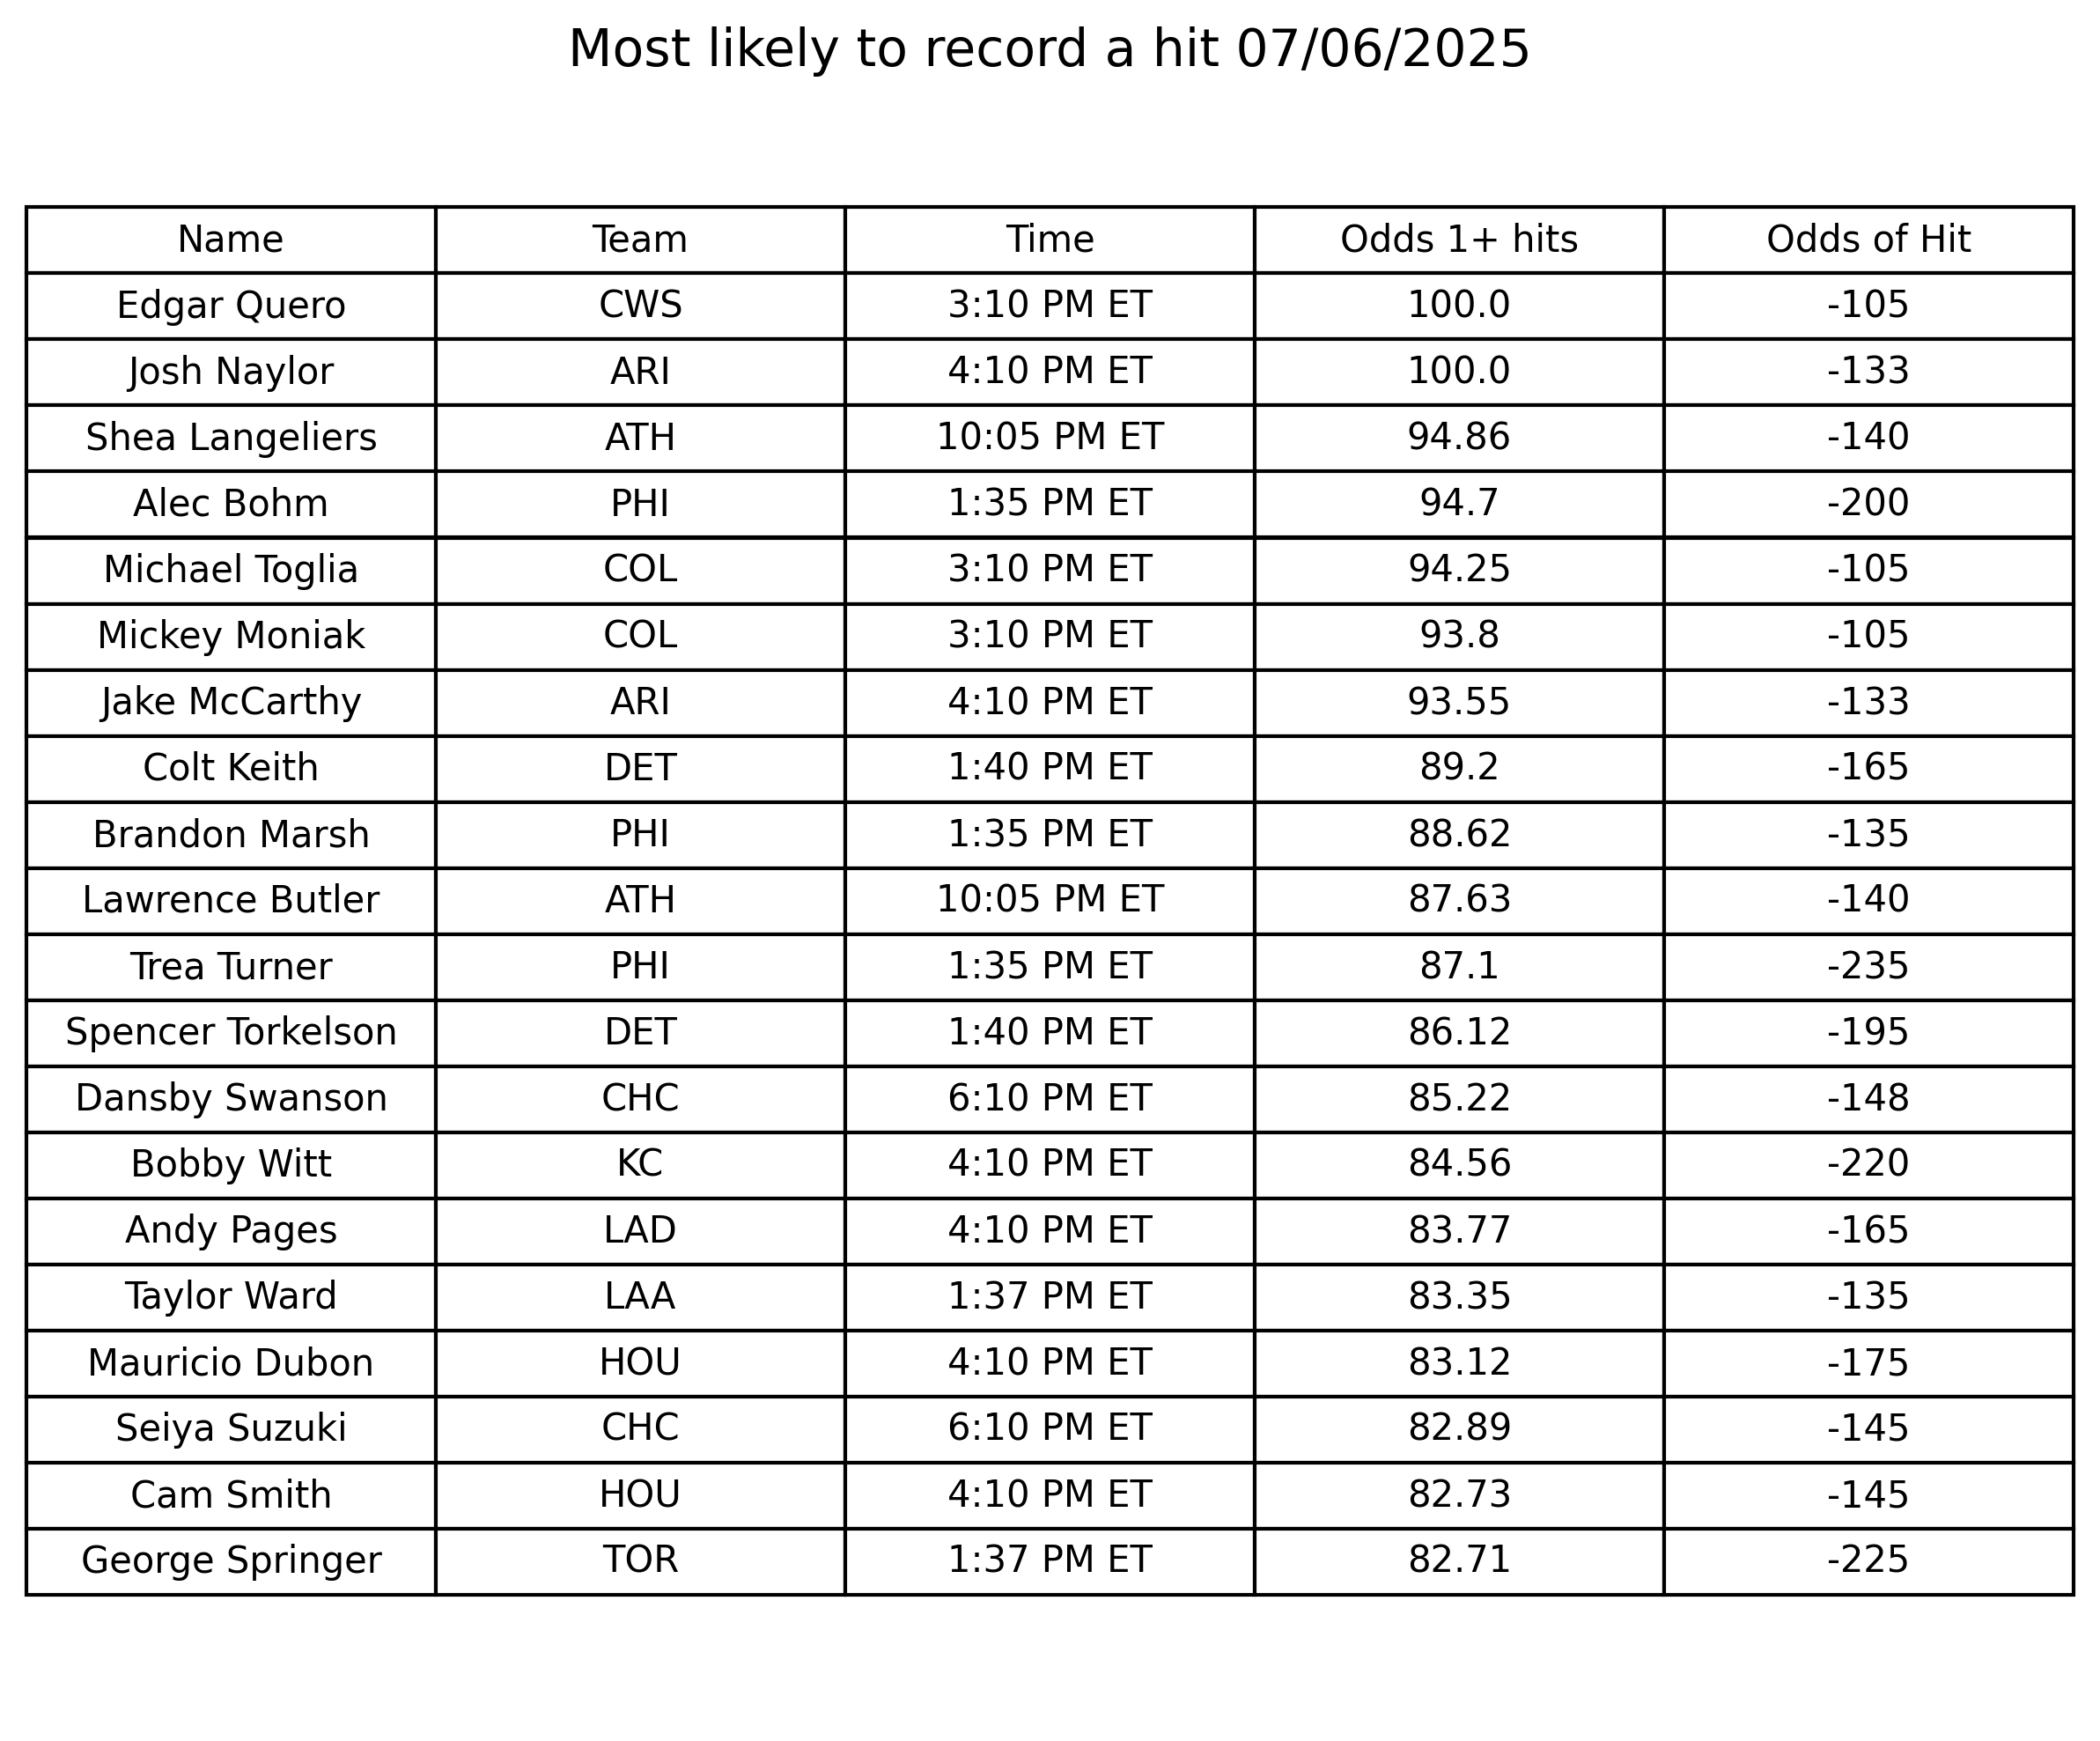 Most likely to record a hit 07/06/2025
Name Team Time Odds 1+ hits Odds of Hit
Edgar Quero CWS 3:10 PM ET 100.0 -105
Josh Naylor ARI 4:10 PM ET 100.0 -133
Shea Langeliers ATH 10:05 PM ET 94.86 -140
Alec Bohm PHI 1:35 PM ET 94.7 -200
Michael Toglia COL 3:10 PM ET 94.25 -105
Mickey Moniak COL 3:10 PM ET 93.8 -105
Jake McCarthy ARI 4:10 PM ET 93.55 -133
Colt Keith DET 1:40 PM ET 89.2 -165
Brandon Marsh PHI 1:35 PM ET 88.62 -135
Lawrence Butler ATH 10:05 PM ET 87.63 -140
Trea Turner PHI 1:35 PM ET 87.1 -235
Spencer Torkelson DET 1:40 PM ET 86.12 -195
Dansby Swanson CHC 6:10 PM ET 85.22 -148
Bobby Witt KC 4:10 PM ET 84.56 -220
Andy Pages LAD 4:10 PM ET 83.77 -165
Taylor Ward LAA 1:37 PM ET 83.35 -135
Mauricio Dubon HOU 4:10 PM ET 83.12 -175
Seiya Suzuki CHC 6:10 PM ET 82.89 -145
Cam Smith HOU 4:10 PM ET 82.73 -145
George Springer TOR 1:37 PM ET 82.71 -225